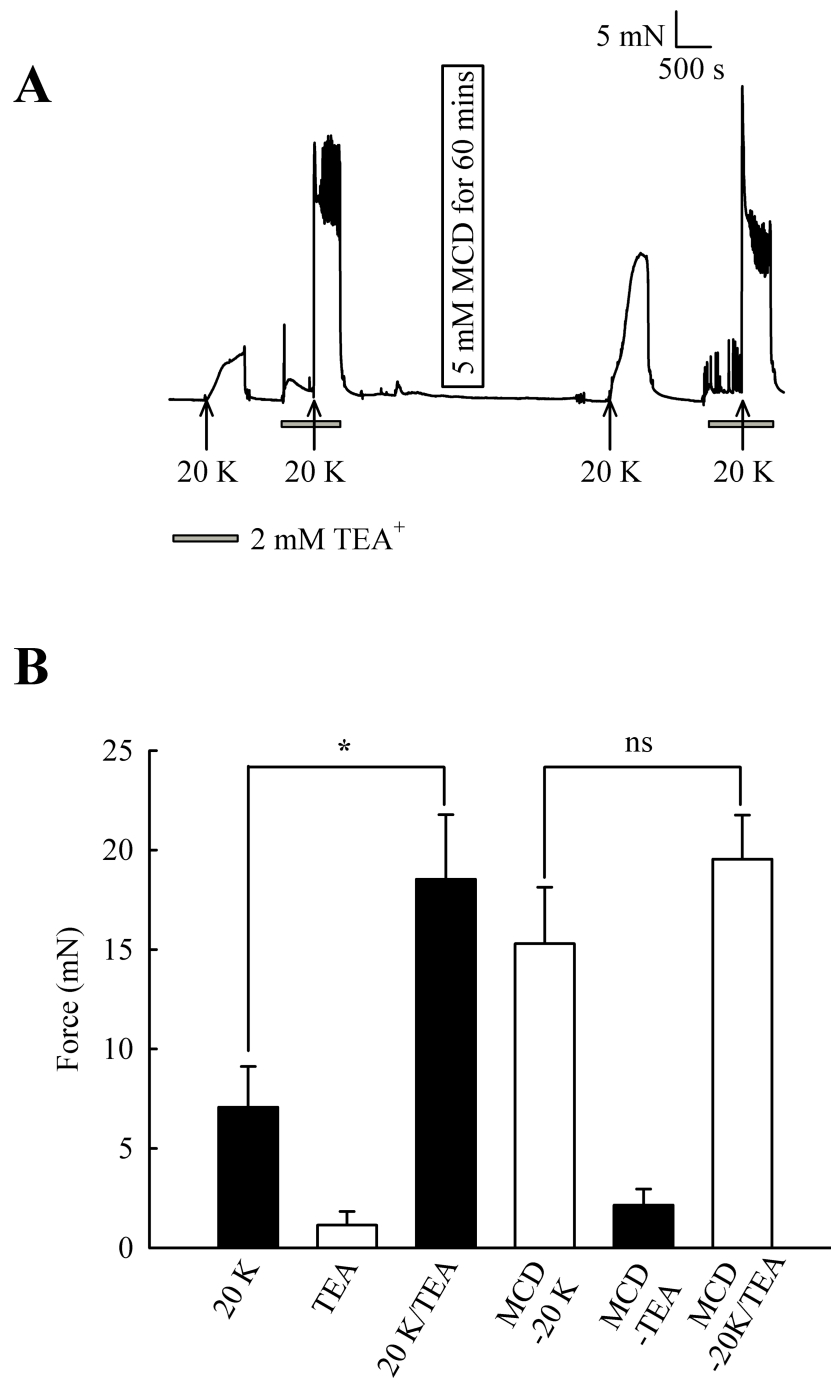 5 mN
500 s
A
5 mM MCD for 60 mins
20 K
20 K
20 K
20 K
2 mM TEA⁺
B
25
20
15
10
5
0
Force (mN)
*
ns
20 K
TEA
20 K/TEA
MCD
-20 K
MCD
-TEA
MCD
-20K/TEA